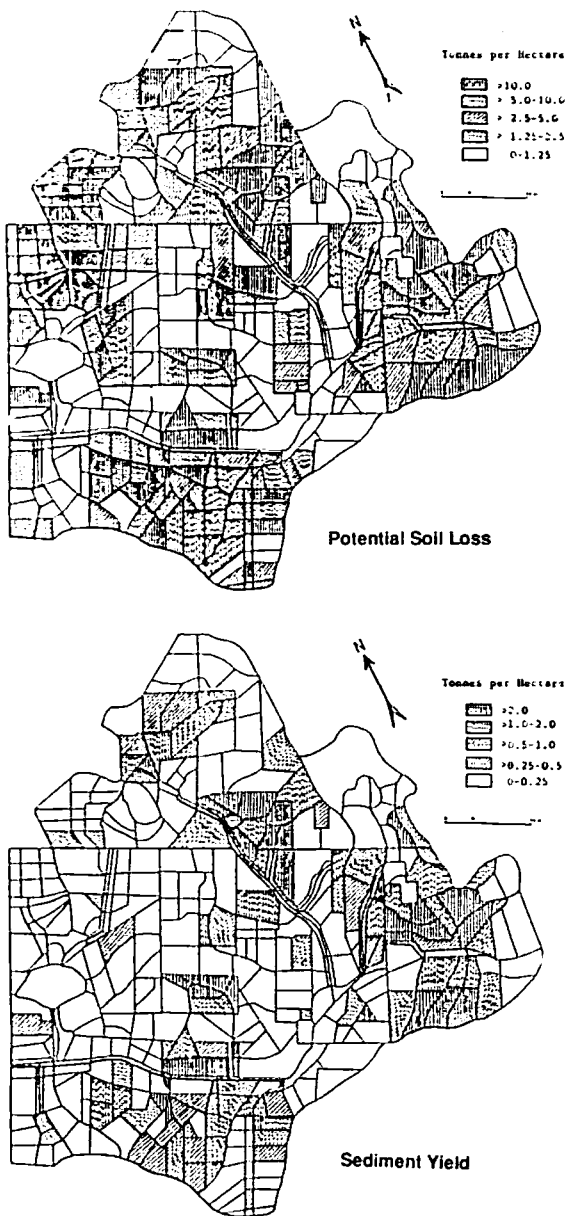 N
Tonnes per Hectare
>10.0
> 5.0-10.0
> 2.5-5.0
> 1.25-2.5
0-1.25
Potential Soil Loss
N
Tonnes per Hectare
>2.0
>1.0-2.0
>0.5-1.0
>0.25-0.5
0-0.25
Sediment Yield